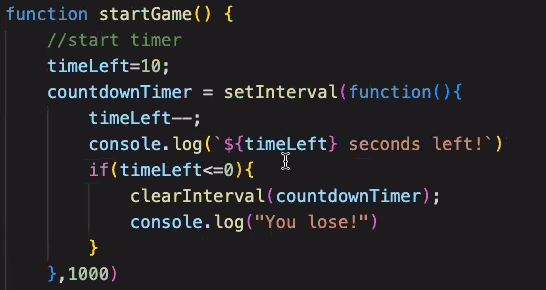 function startGame() {
    //start timer
    timeLeft=10;
    countdownTimer = setInterval(function(){
        timeLeft--;
        console.log(`${timeLeft} seconds left!`)
        if(timeLeft<=0){
            clearInterval(countdownTimer);
            console.log("You lose!")
        }
    },1000)